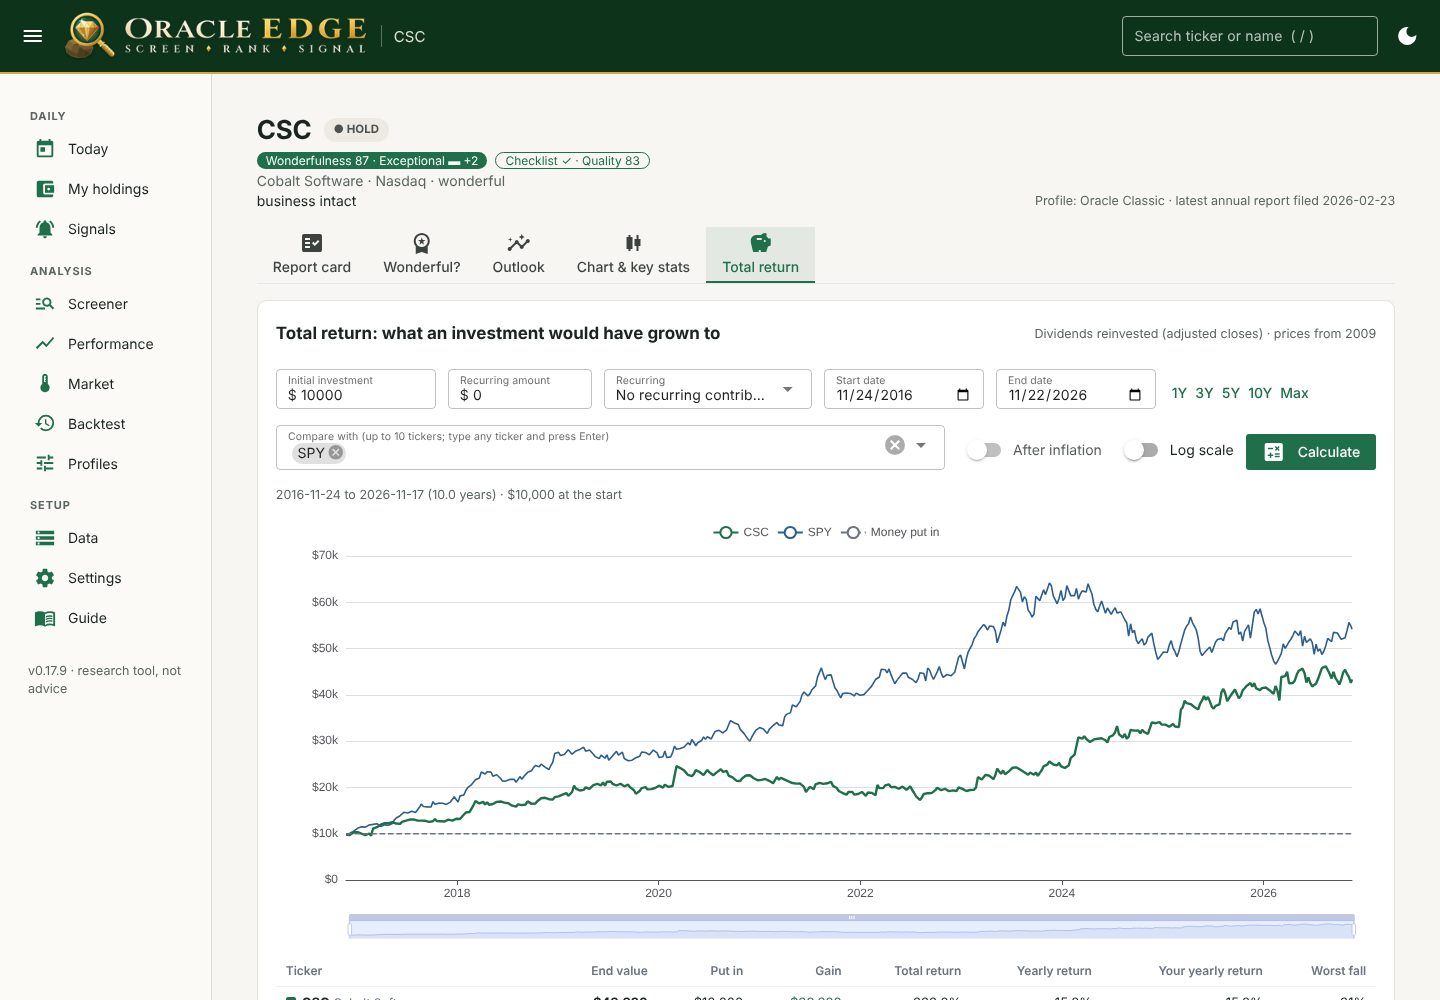 ORACLE EDGE
SCREEN ♦ RANK ♦ SIGNAL
CSC
Search ticker or name ( / )
DAILY
Today
My holdings
Signals
ANALYSIS
Screener
Performance
Market
Backtest
Profiles
SETUP
Data
Settings
Guide
v0.17.9 · research tool, not
advice
CSC
HOLD
Wonderfulness 87 · Exceptional ▬ +2
Checklist ✓ · Quality 83
Cobalt Software · Nasdaq · wonderful
business intact
Profile: Oracle Classic · latest annual report filed 2026-02-23
Report card
Wonderful?
Outlook
Chart & key stats
Total return
Total return: what an investment would have grown to
Dividends reinvested (adjusted closes) · prices from 2009
Initial investment
$ 10000
Recurring amount
$ 0
Recurring
No recurring contrib...
Start date
11/24/2016
End date
11/22/2026
1Y 3Y 5Y 10Y Max
Compare with (up to 10 tickers; type any ticker and press Enter)
SPY
After inflation
Log scale
Calculate
2016-11-24 to 2026-11-17 (10.0 years) · $10,000 at the start
CSC SPY Money put in
$70k
$60k
$50k
$40k
$30k
$20k
$10k
$0
2018 2020 2022 2024 2026
Ticker End value Put in Gain Total return Yearly return Your yearly return Worst fall